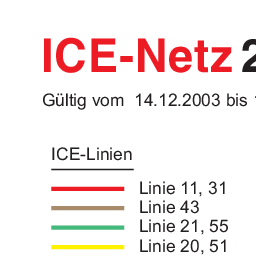 ICE-Netz 2
Gültig vom 14.12.2003 bis
ICE-Linien
Linie 11, 31
Linie 43
Linie 21, 55
Linie 20, 51